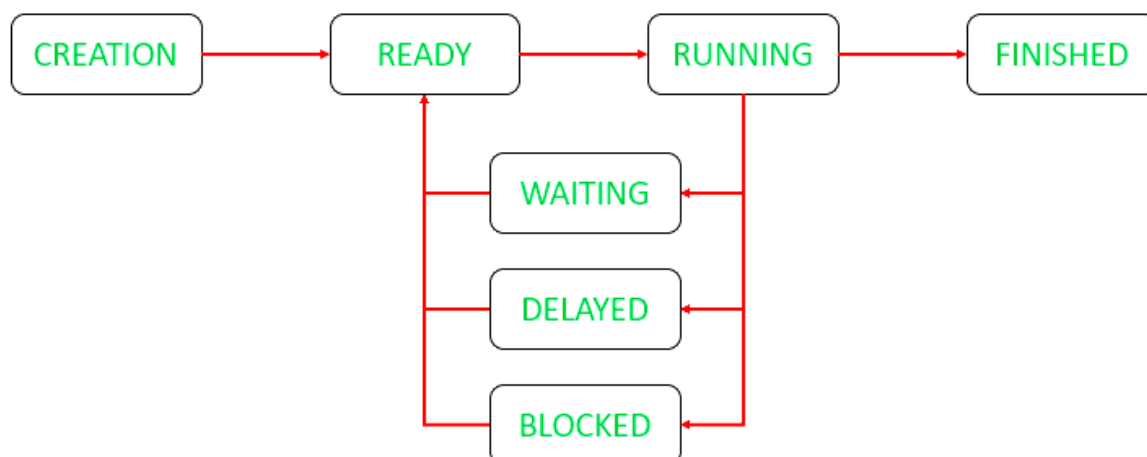 CREATION
READY
RUNNING
FINISHED
WAITING
DELAYED
BLOCKED